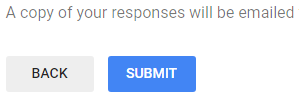 A copy of your responses will be emailed
BACK SUBMIT